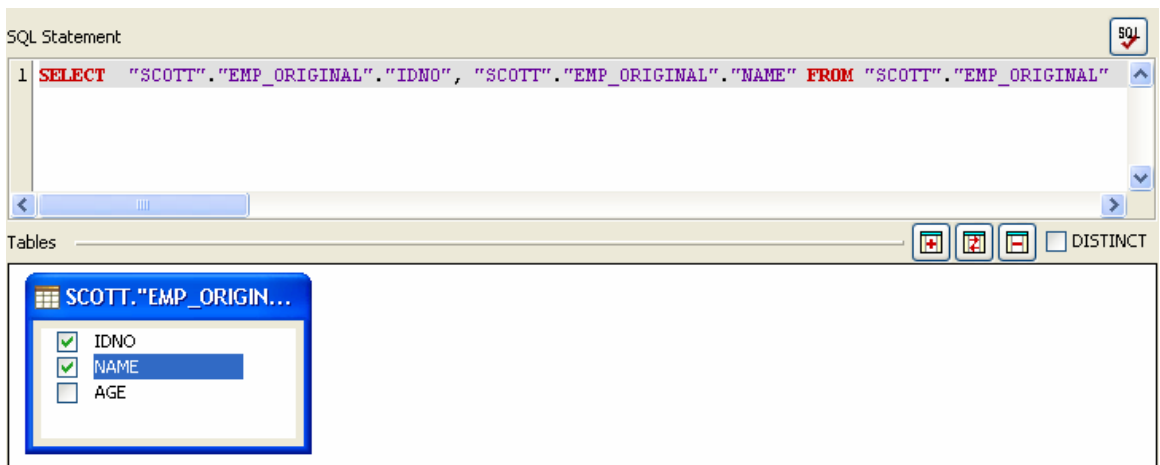 SQL Statement
SQL
1 SELECT "SCOTT"."EMP_ORIGINAL"."IDNO", "SCOTT"."EMP_ORIGINAL"."NAME" FROM "SCOTT"."EMP_ORIGINAL"
Tables DISTINCT
SCOTT."EMP_ORIGIN...
IDNO
NAME
AGE